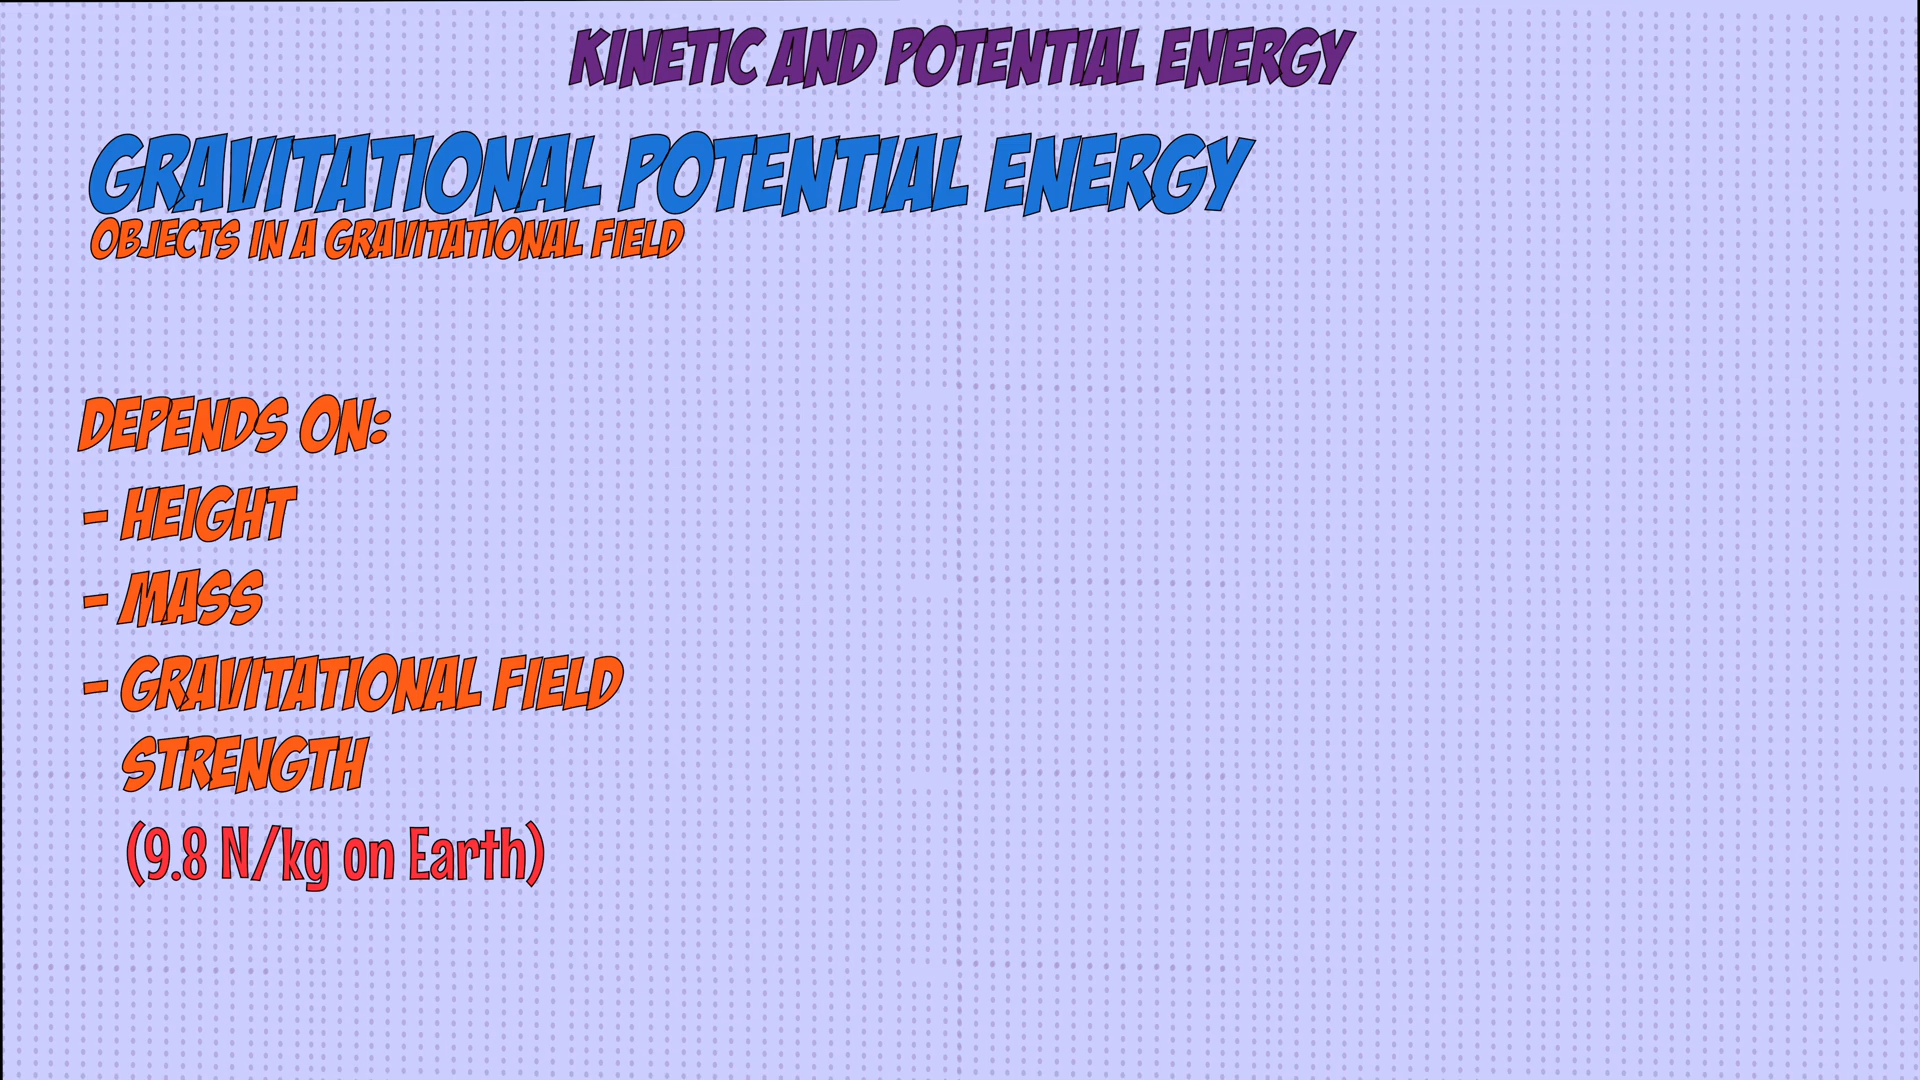 KINETIC AND POTENTIAL ENERGY
GRAVITATIONAL POTENTIAL ENERGY
OBJECTS IN A GRAVITATIONAL FIELD
DEPENDS ON:
- HEIGHT
- MASS
- GRAVITATIONAL FIELD
STRENGTH
(9.8 N/kg on Earth)